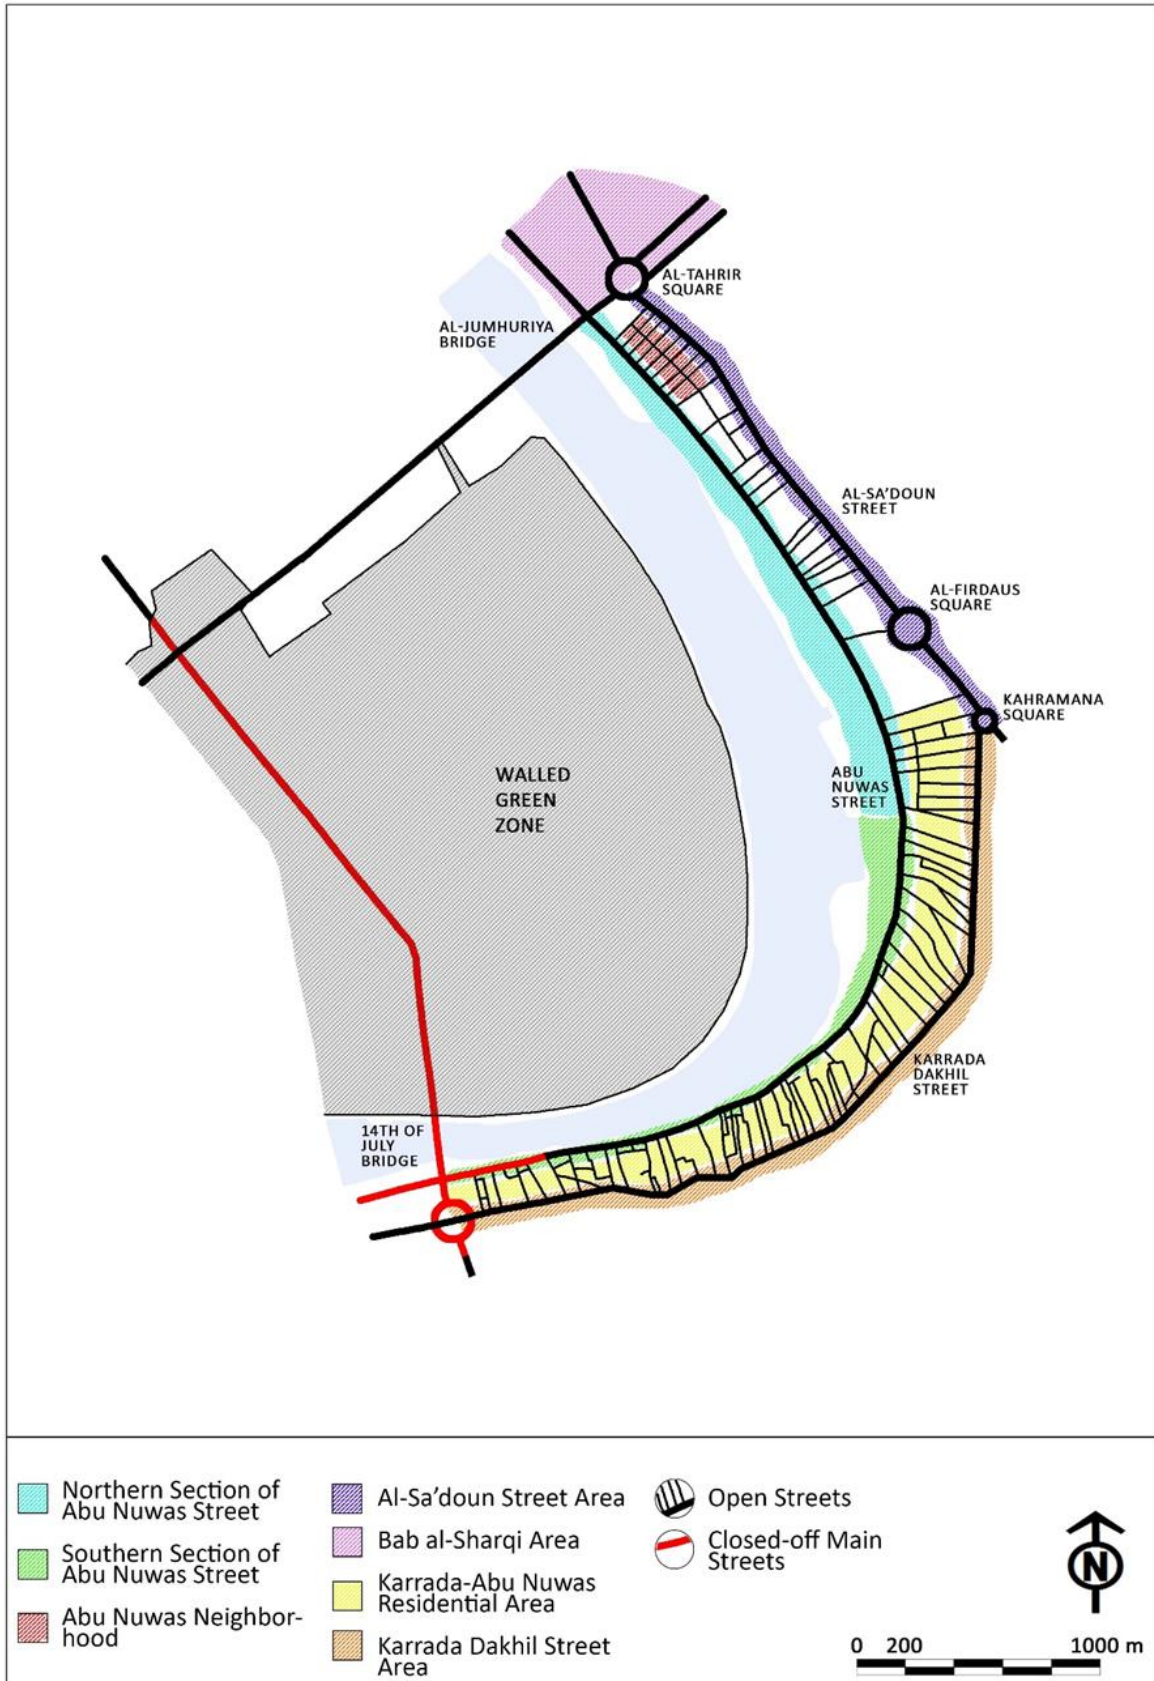 AL-TAHRIR
SQUARE
AL-JUMHURIYA
BRIDGE
AL-SA'DOUN
STREET
AL-FIRDAUS
SQUARE
KAHRAMANA
SQUARE
WALLED
GREEN
ZONE
ABU
NUWAS
STREET
KARRADA
DAKHIL
STREET
14TH OF
JULY
BRIDGE
Northern Section of
Abu Nuwas Street
Southern Section of
Abu Nuwas Street
Abu Nuwas Neighbor-
hood
Al-Sa'doun Street Area
Bab al-Sharqi Area
Karrada-Abu Nuwas
Residential Area
Karrada Dakhil Street
Area
Open Streets
Closed-off Main
Streets
N
0 200 1000 m